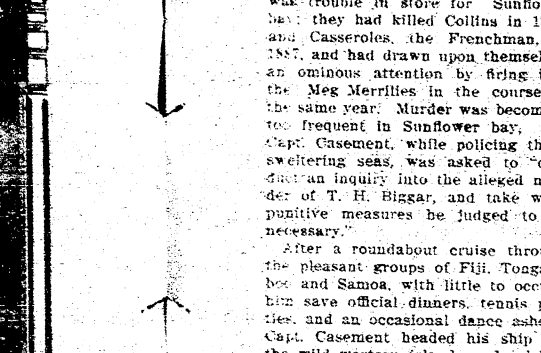 was trouble in store for Sunflo
bay: they had killed Collins in 1
and Casseroles, the Frenchman,
1887, and had drawn upon themsel
an ominous attention by firing i
the Meg Merrilies in the course
the same year. Murder was becom
too frequent in Sunflower bay,
Capt. Casement, while policing th
sweltering seas, was asked to "c
duct an inquiry into the alleged m
der of T. H. Biggar, and take w
punitive measures be judged to
necessary."
After a roundabout cruise thro
the pleasant groups of Fiji, Tonga
boo and Samoa, with little to occ
him save official dinners, tennis p
ties, and an occasional dance ash
Capt. Casement headed his ship
the wild western